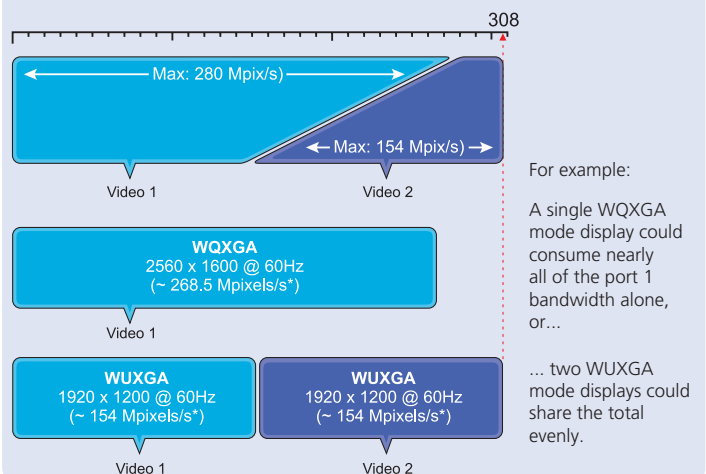 308
Max: 280 Mpix/s)
Max: 154 Mpix/s)
Video 1
Video 2
WQXGA
2560 x 1600 @ 60Hz
(~ 268.5 Mpixels/s*)
Video 1
WUXGA
1920 x 1200 @ 60Hz
(~ 154 Mpixels/s*)
Video 1
WUXGA
1920 x 1200 @ 60Hz
(~ 154 Mpixels/s*)
Video 2
For example:
A single WQXGA
mode display could
consume nearly
all of the port 1
bandwidth alone,
or...
... two WUXGA
mode displays could
share the total
evenly.